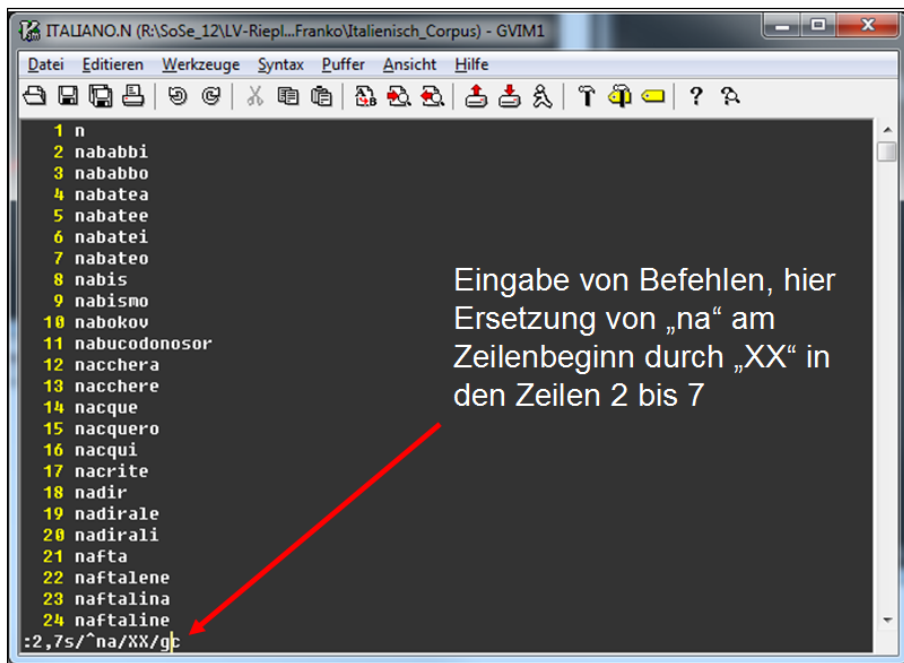 ITALIANO.N (R:\SoSe_12\LV-Riepl...Franko\Italienisch_Corpus) - GVIM1
Datei Editieren Werkzeuge Syntax Puffer Ansicht Hilfe
1 n
2 nababbi
3 nababbo
4 nabatea
5 nabatee
6 nabatei
7 nabateo
8 nabis
9 nabismo
10 nabokov
11 nabucodonosor
12 nacchera
13 nacchere
14 nacque
15 nacquero
16 nacqui
17 nacrite
18 nadir
19 nadirale
20 nadirali
21 nafta
22 naftalene
23 naftalina
24 naftaline
:2,7s/^na/XX/gc
Eingabe von Befehlen, hier
Ersetzung von „na“ am
Zeilenbeginn durch „XX“ in
den Zeilen 2 bis 7